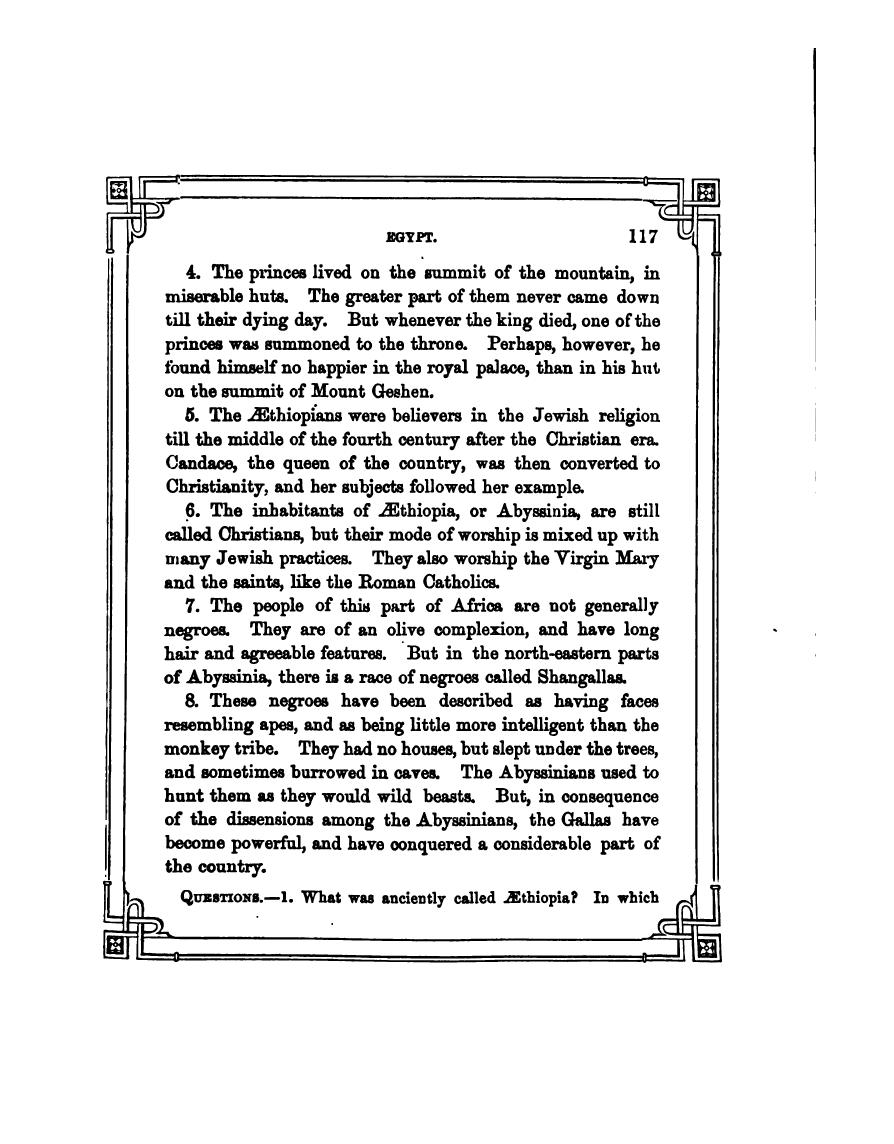 EGYPT. 117
4. The princes lived on the summit of the mountain, in
miserable huts. The greater part of them never came down
till their dying day. But whenever the king died, one of the
princes was summoned to the throne. Perhaps, however, he
found himself no happier in the royal palace, than in his hut
on the summit of Mount Geshen.
5. The Æthiopians were believers in the Jewish religion
till the middle of the fourth century after the Christian era.
Candace, the queen of the country, was then converted to
Christianity, and her subjects followed her example.
6. The inhabitants of Æthiopia, or Abyssinia, are still
called Christians, but their mode of worship is mixed up with
many Jewish practices. They also worship the Virgin Mary
and the saints, like the Roman Catholics.
7. The people of this part of Africa are not generally
negroes. They are of an olive complexion, and have long
hair and agreeable features. But in the north-eastern parts
of Abyssinia, there is a race of negroes called Shangallas.
8. These negroes have been described as having faces
resembling apes, and as being little more intelligent than the
monkey tribe. They had no houses, but slept under the trees,
and sometimes burrowed in caves. The Abyssinians used to
hunt them as they would wild beasts. But, in consequence
of the dissensions among the Abyssinians, the Gallas have
become powerful, and have conquered a considerable part of
the country.
QUESTIONS.—1. What was anciently called Æthiopia? In which